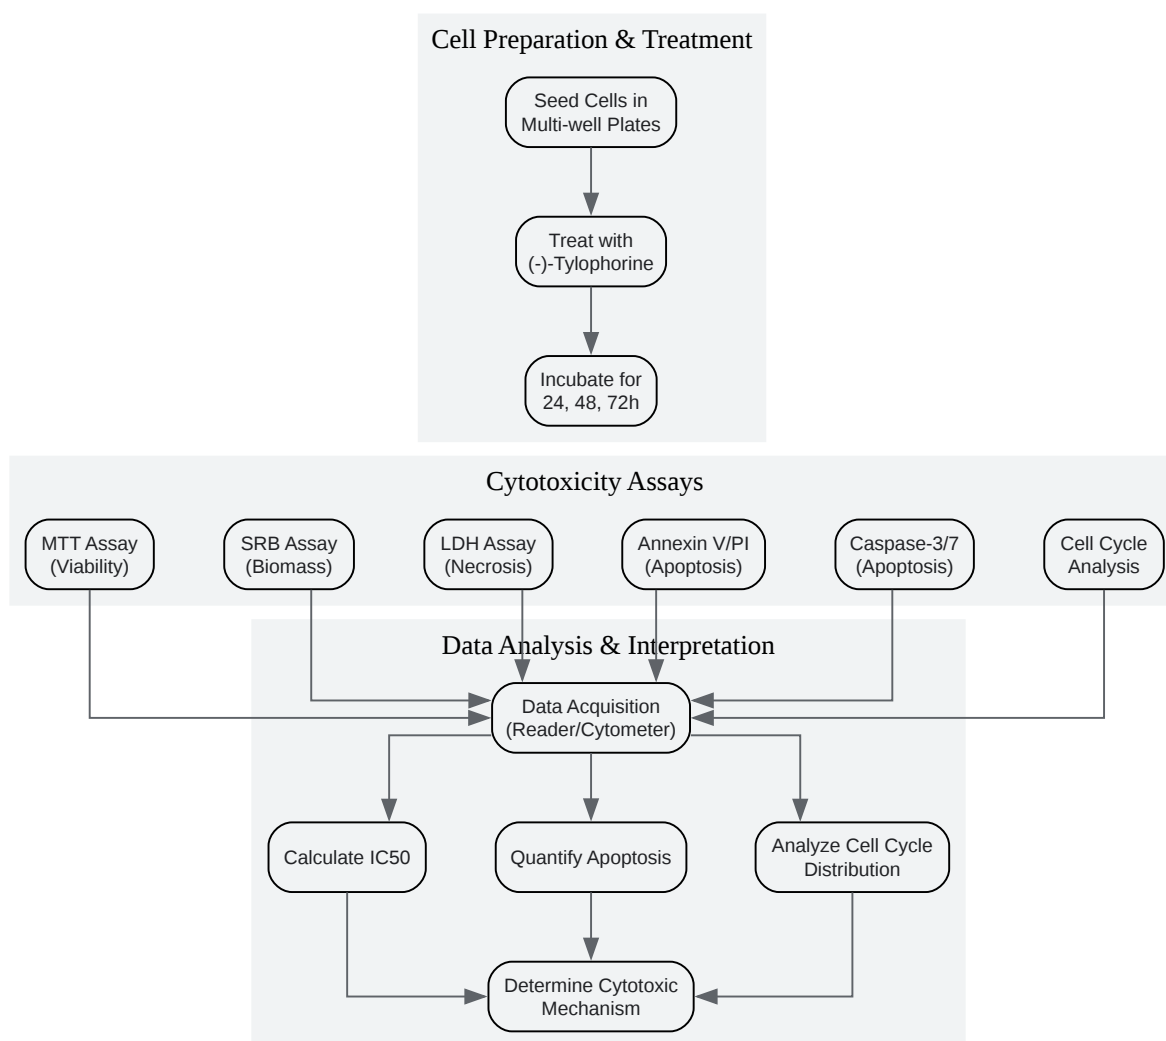 Cell Preparation & Treatment
Seed Cells in
Multi-well Plates
Treat with
(-)-Tylophorine
Incubate for
24, 48, 72h
Cytotoxicity Assays
MTT Assay
(Viability)
SRB Assay
(Biomass)
LDH Assay
(Necrosis)
Annexin V/PI
(Apoptosis)
Caspase-3/7
(Apoptosis)
Cell Cycle
Analysis
Data Analysis & Interpretation
Data Acquisition
(Reader/Cytometer)
Calculate IC50
Quantify Apoptosis
Analyze Cell Cycle
Distribution
Determine Cytotoxic
Mechanism